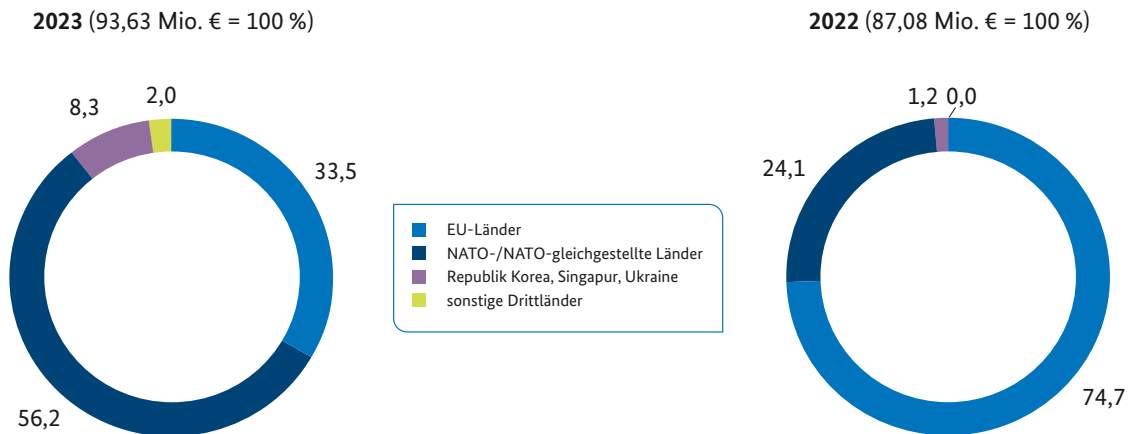 2023 (93,63 Mio. € = 100 %)
2022 (87,08 Mio. € = 100 %)
2,0
8,3
33,5
56,2
EU-Länder
NATO-/NATO-gleichgestellte Länder
Republik Korea, Singapur, Ukraine
sonstige Drittländer
1,2 0,0
24,1
74,7